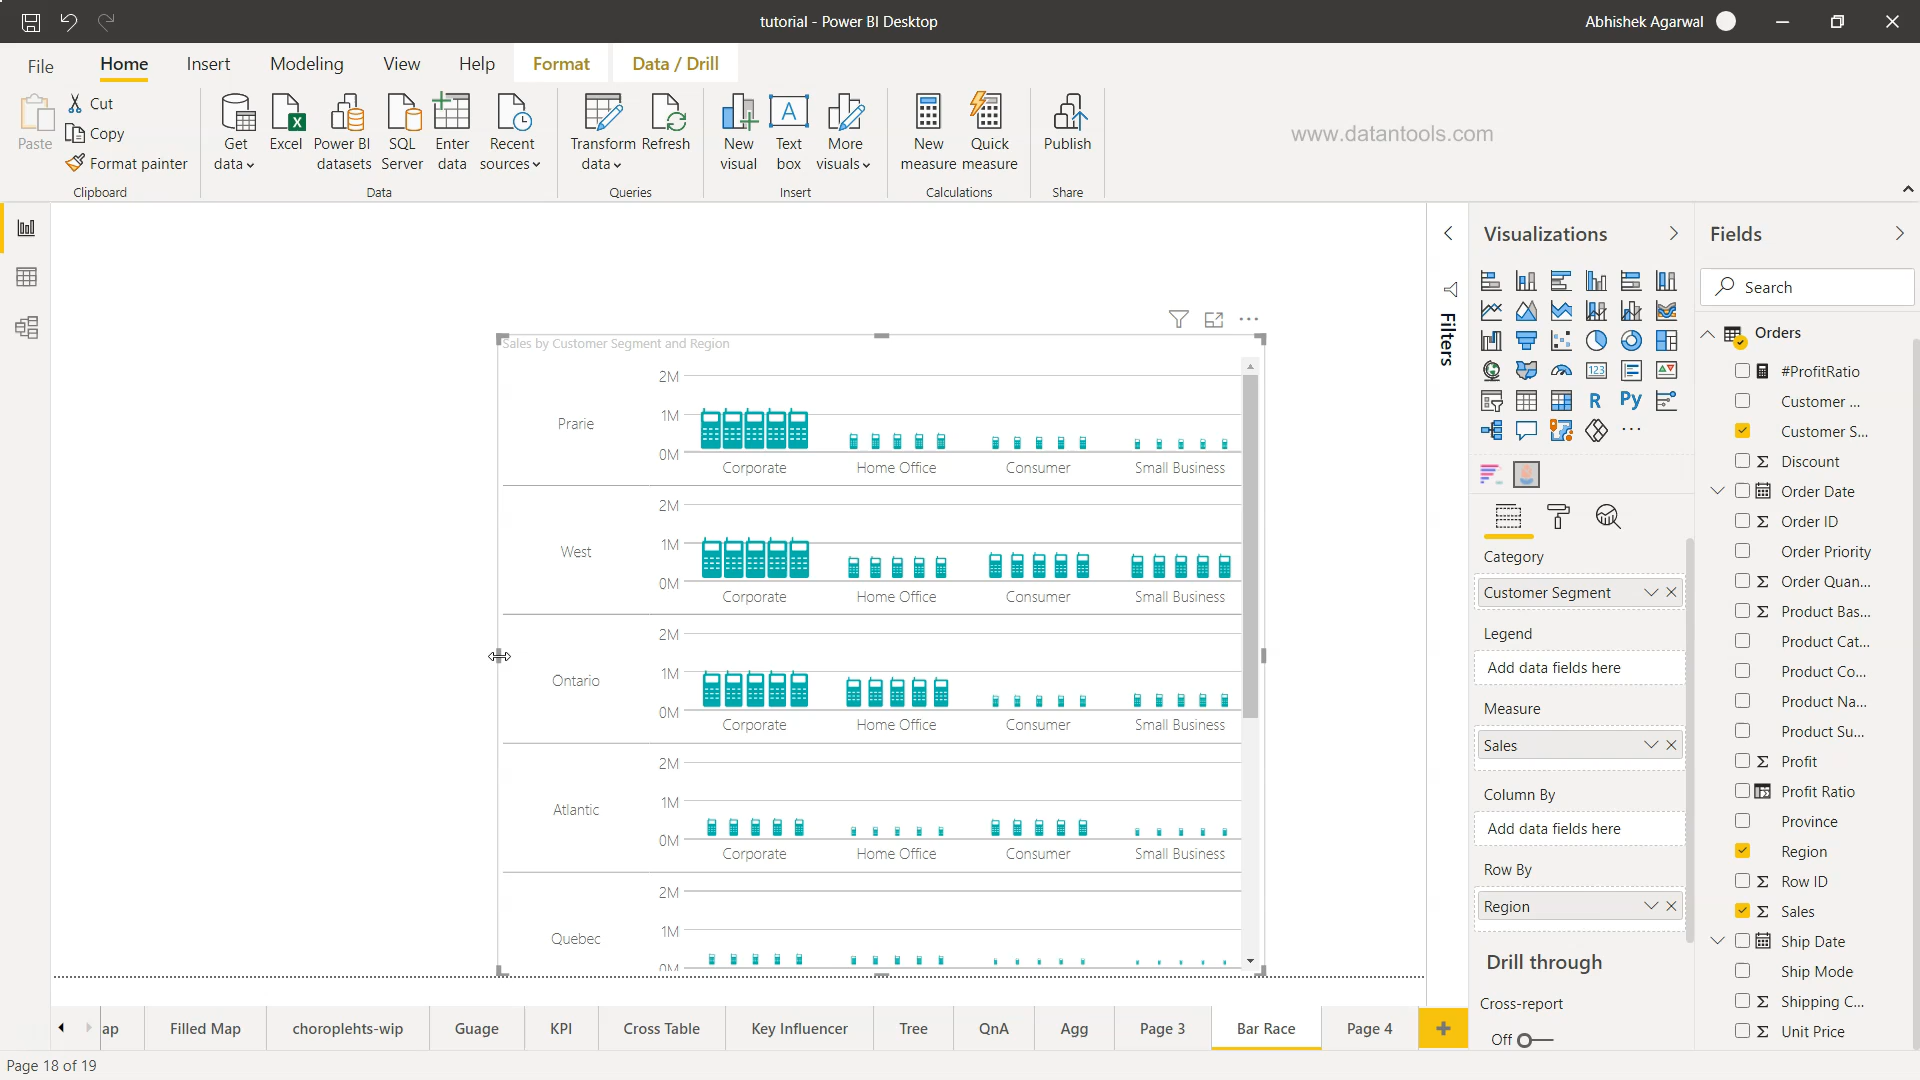 tutorial - Power BI Desktop
Abhishek Agarwal
File
Home
Insert
Modeling
View
Help
Format
Data / Drill
Paste
Cut
Copy
Format painter
Clipboard
Get data
Excel
Power BI datasets
SQL Server
Enter data
Recent sources
Data
Transform data
Refresh
Queries
New visual
Text box
More visuals
Insert
New measure
Quick measure
Calculations
Publish
Share
www.datantools.com
Filters
Sales by Customer Segment and Region
2M
Prarie
1M
0M
Corporate Home Office Consumer Small Business
2M
West
1M
0M
Corporate Home Office Consumer Small Business
2M
Ontario
1M
0M
Corporate Home Office Consumer Small Business
2M
Atlantic
1M
0M
Corporate Home Office Consumer Small Business
2M
Quebec
1M
0M
Visualizations
123
R
Py
Category
Customer Segment
Legend
Add data fields here
Measure
Sales
Column By
Add data fields here
Row By
Region
Drill through
Cross-report
Off
Fields
Search
Orders
#ProfitRatio
Customer ...
Customer S...
Discount
Order Date
Order ID
Order Priority
Order Quan...
Product Bas...
Product Cat...
Product Co...
Product Na...
Product Su...
Profit
Profit Ratio
Province
Region
Row ID
Sales
Ship Date
Ship Mode
Shipping C...
Unit Price
ap
Filled Map
choroplehts-wip
Guage
KPI
Cross Table
Key Influencer
Tree
QnA
Agg
Page 3
Bar Race
Page 4
Page 18 of 19